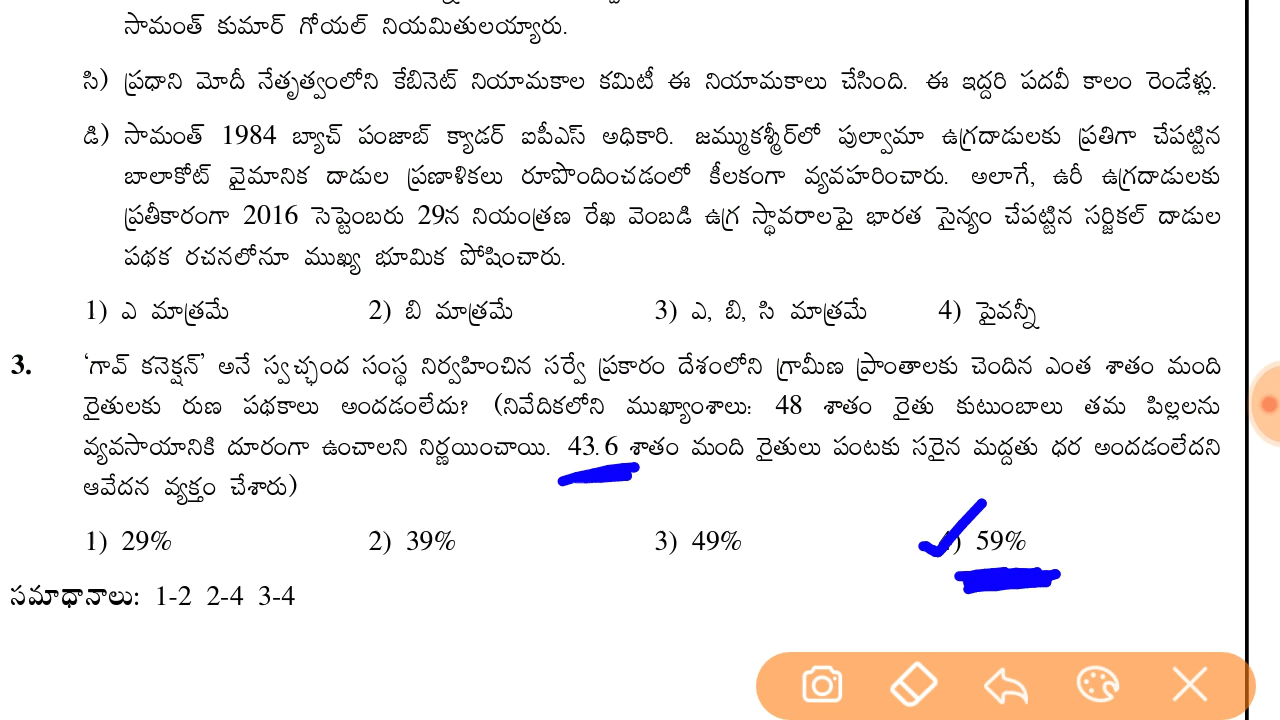 సామంత్ కుమార్ గోయల్ నియమితులయ్యారు.
సి) ప్రధాని మోదీ నేతృత్వంలోని కేబినెట్ నియామకాల కమిటీ ఈ నియామకాలు చేసింది. ఈ ఇద్దరి పదవీ కాలం రెండేళ్లు.
డి) సామంత్ 1984 బ్యాచ్ పంజాబ్ క్యాడర్ ఐపీఎస్ అధికారి. జమ్ముకశ్మీర్‌లో పుల్వామా ఉగ్రదాడులకు ప్రతిగా చేపట్టిన
బాలాకోట్ వైమానిక దాడుల ప్రణాళికలు రూపొందించడంలో కీలకంగా వ్యవహరించారు. అలాగే, ఉరీ ఉగ్రదాడులకు
ప్రతీకారంగా 2016 సెప్టెంబరు 29న నియంత్రణ రేఖ వెంబడి ఉగ్ర స్థావరాలపై భారత సైన్యం చేపట్టిన సర్జికల్ దాడుల
పథక రచనలోనూ ముఖ్య భూమిక పోషించారు.
1) ఎ మాత్రమే 2) బి మాత్రమే 3) ఎ, బి, సి మాత్రమే 4) పైవన్నీ
3. 'గావ్ కనెక్షన్' అనే స్వచ్ఛంద సంస్థ నిర్వహించిన సర్వే ప్రకారం దేశంలోని గ్రామీణ ప్రాంతాలకు చెందిన ఎంత శాతం మంది
రైతులకు రుణ పథకాలు అందడంలేదు? (నివేదికలోని ముఖ్యాంశాలు: 48 శాతం రైతు కుటుంబాలు తమ పిల్లలను
వ్యవసాయానికి దూరంగా ఉంచాలని నిర్ణయించాయి. 43.6 శాతం మంది రైతులు పంటకు సరైన మద్దతు ధర అందడంలేదని
ఆవేదన వ్యక్తం చేశారు)
1) 29% 2) 39% 3) 49% ) 59%
సమాధానాలు: 1-2 2-4 3-4